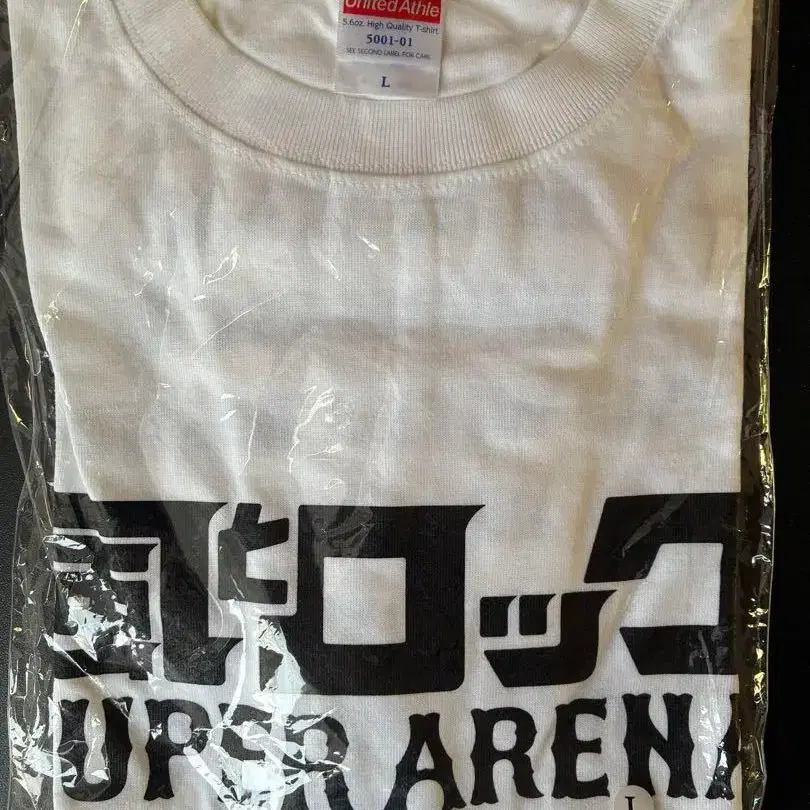 United Athle
5.6oz. High Quality T-shirt
5001-01
SEE SECOND LABEL FOR CARE
L
ロック
UPER ARENA
L